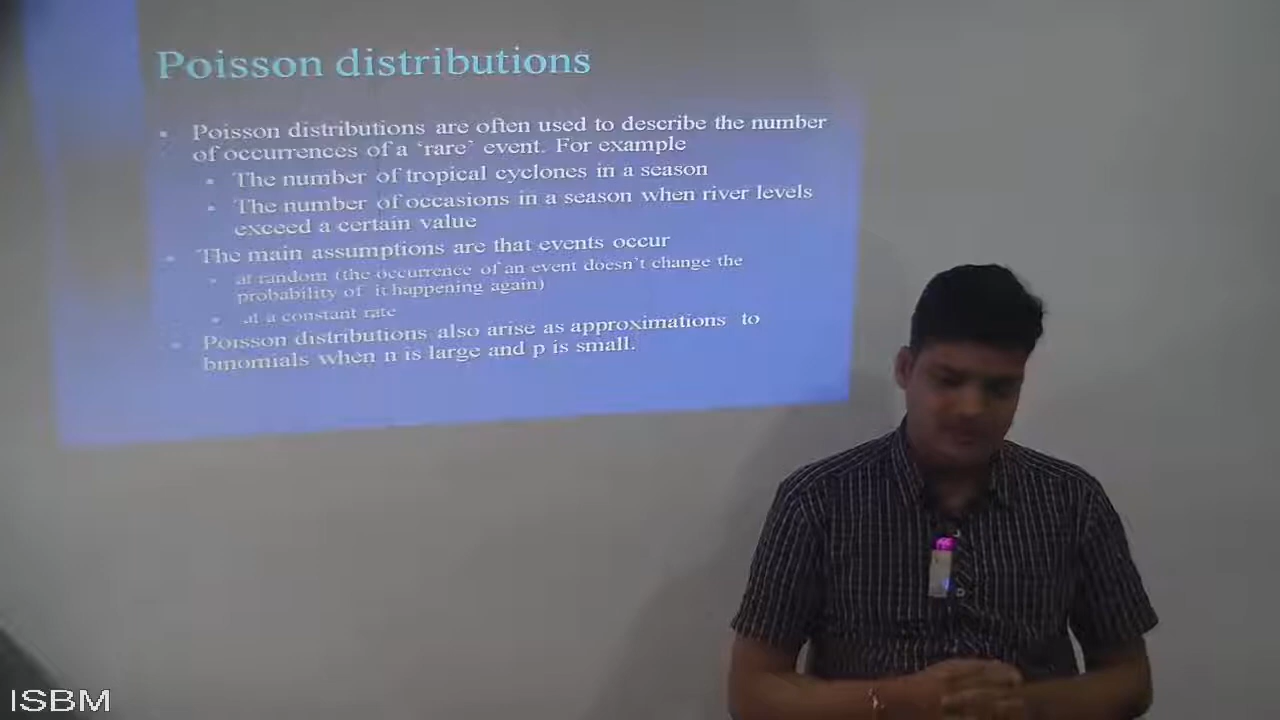 Poisson distributions
Poisson distributions are often used to describe the number
of occurrences of a ‘rare’ event. For example
The number of tropical cyclones in a season
The number of occasions in a season when river levels
exceed a certain value
The main assumptions are that events occur
at random (the occurrence of an event doesn’t change the
probability of it happening again)
at a constant rate
Poisson distributions also arise as approximations to
binomials when n is large and p is small.
ISBM